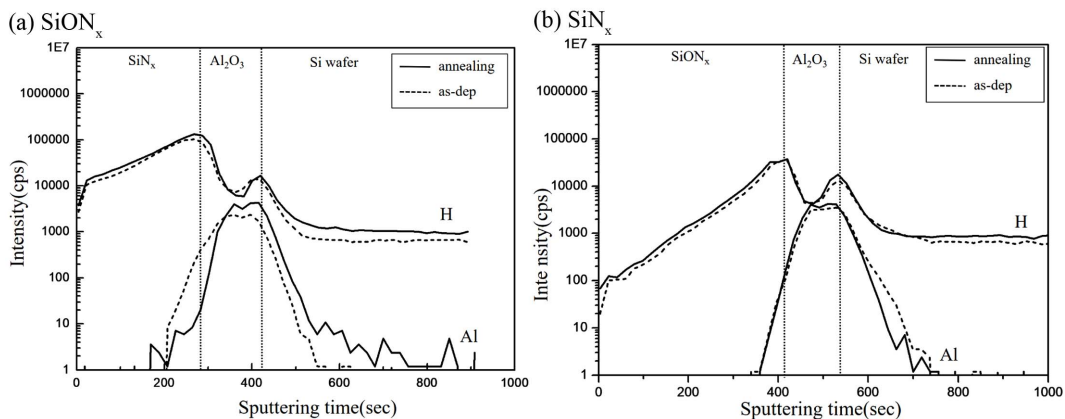 (a) SiONx
1E7
1000000
100000
10000
1000
100
10
1
Intensity(cps)
SiNx
Al2O3
Si wafer
annealing
as-dep
H
Al
0
200
400
600
800
1000
Sputtering time(sec)
(b) SiNx
1E7
1000000
100000
10000
1000
100
10
1
Inte nsity(cps)
SiONx
Al2O3
Si wafer
annealing
as-dep
H
Al
0
200
400
600
800
1000
Sputtering time(sec)